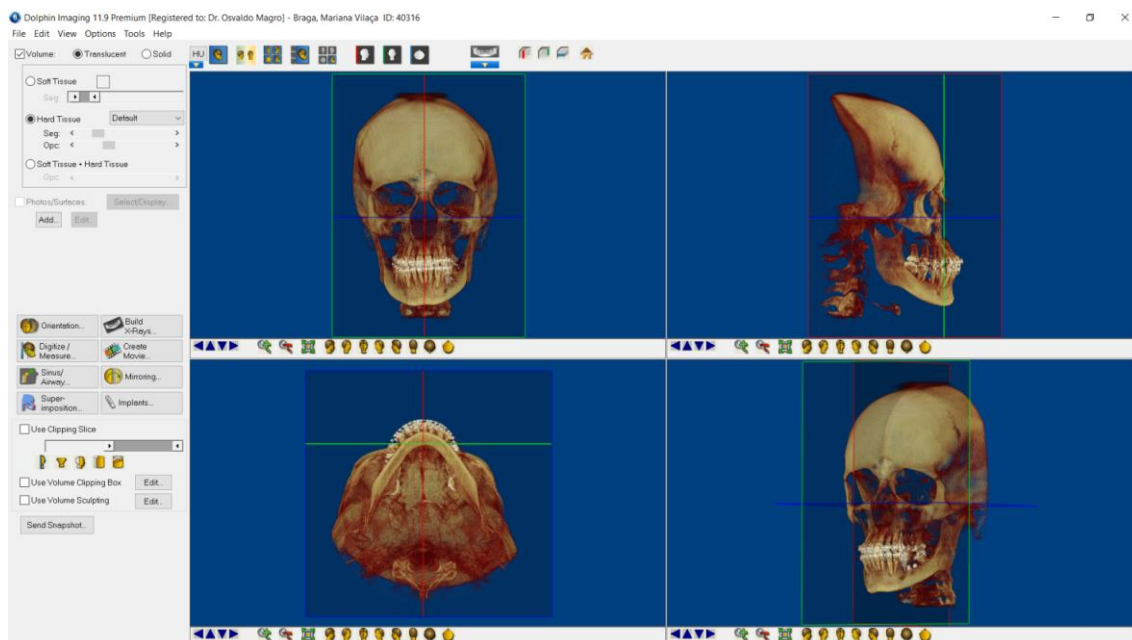 Dolphin Imaging 11.9 Premium [Registered to: Dr. Osvaldo Magro] - Braga, Mariana Vilaça ID: 40316
File Edit View Options Tools Help
Volume: Translucent Solid
HU
Soft Tissue
Seg:
Hard Tissue Default
Seg:
Opc:
Soft Tissue + Hard Tissue
Opc:
Photos/Surfaces: Select/Display...
Add... Edit...
Orientation... Build X-Rays...
Digitize / Measure... Create Movie...
Sinus/ Airway... Mirroring...
Super-imposition... Implants...
Use Clipping Slice
Use Volume Clipping Box Edit...
Use Volume Sculpting Edit...
Send Snapshot...